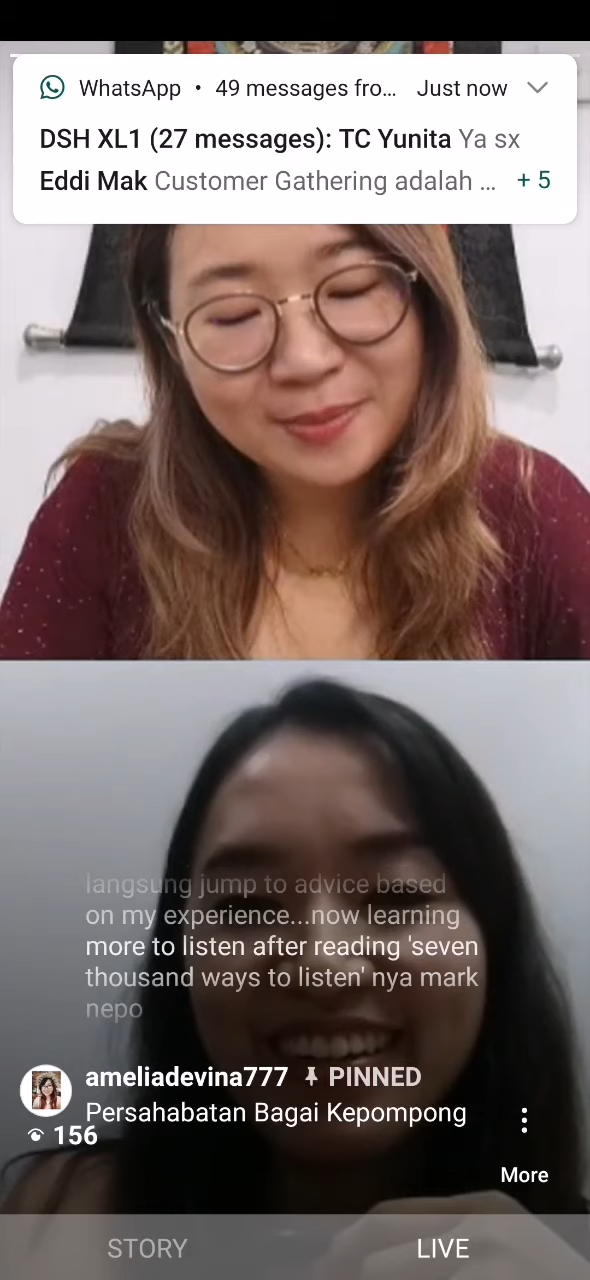 WhatsApp • 49 messages fro... Just now
DSH XL1 (27 messages): TC Yunita Ya sx
Eddi Mak Customer Gathering adalah ... + 5
langsung jump to advice based
on my experience...now learning
more to listen after reading 'seven
thousand ways to listen' nya mark
nepo
ameliadevina777 PINNED
Persahabatan Bagai Kepompong
156
More
STORY LIVE